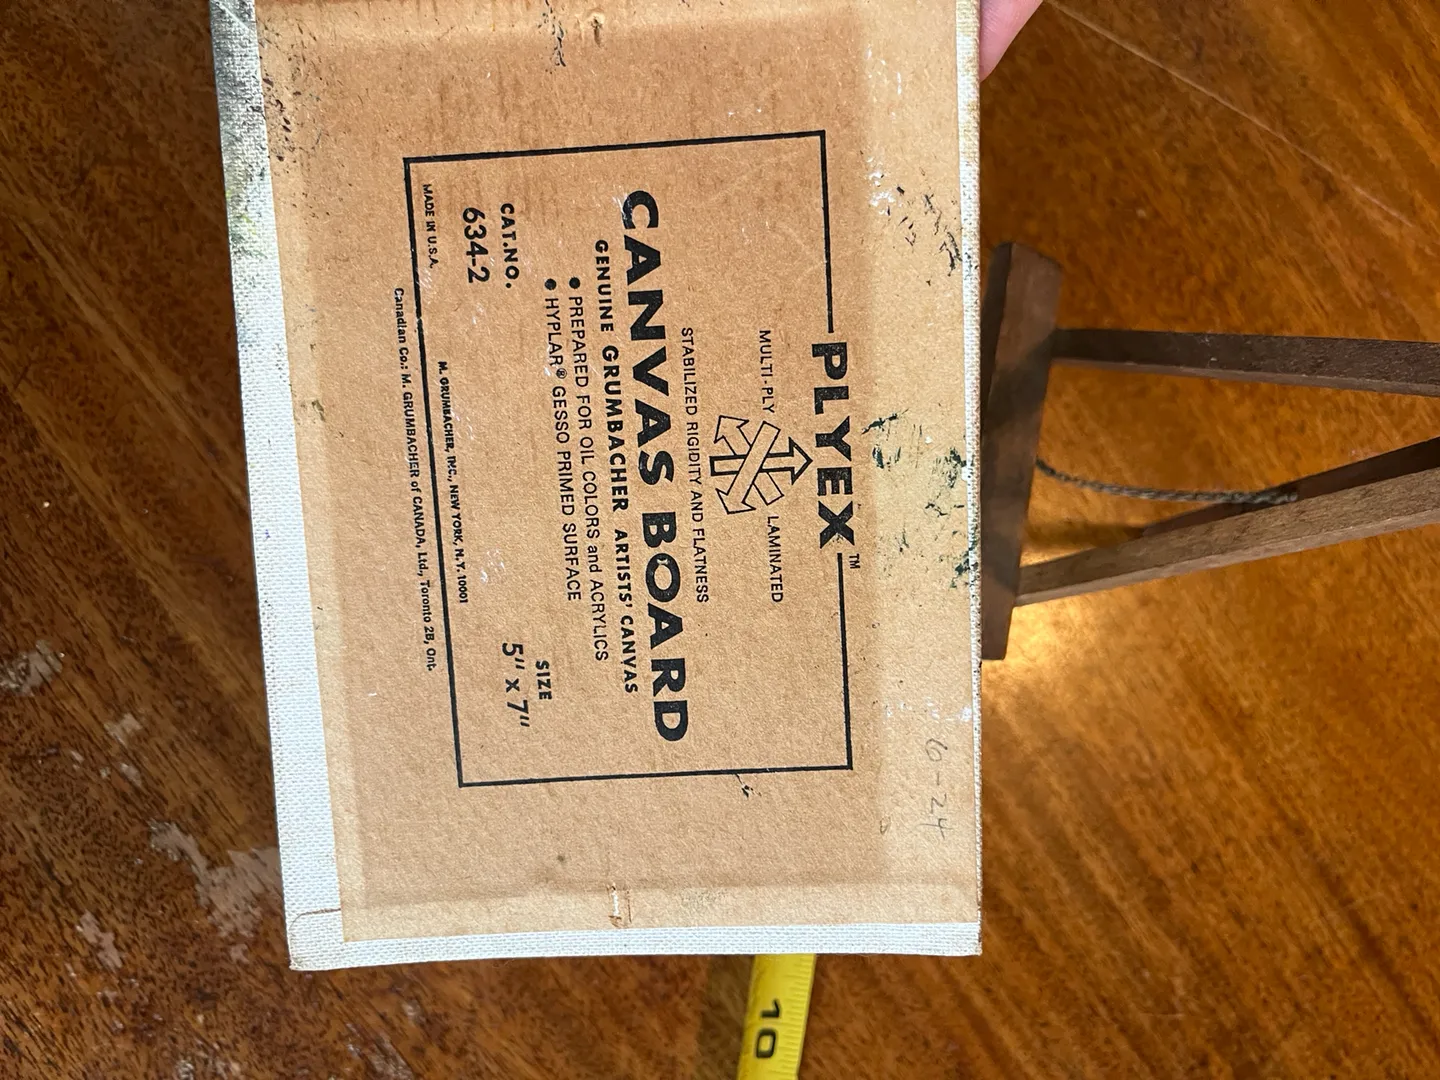 PLYEX™
MULTI-PLY LAMINATED
STABILIZED RIGIDITY AND FLATNESS
CANVAS BOARD
GENUINE GRUMBACHER ARTISTS' CANVAS
● PREPARED FOR OIL COLORS and ACRYLICS
● HYPLAR® GESSO PRIMED SURFACE
CAT.NO.
634-2
SIZE
5" x 7"
MADE IN U.S.A.
M. GRUMBACHER, INC., NEW YORK, N.Y. 10001
Canadian Co.: M. GRUMBACHER of CANADA, Ltd., Toronto 2B, Ont.
6-24
10